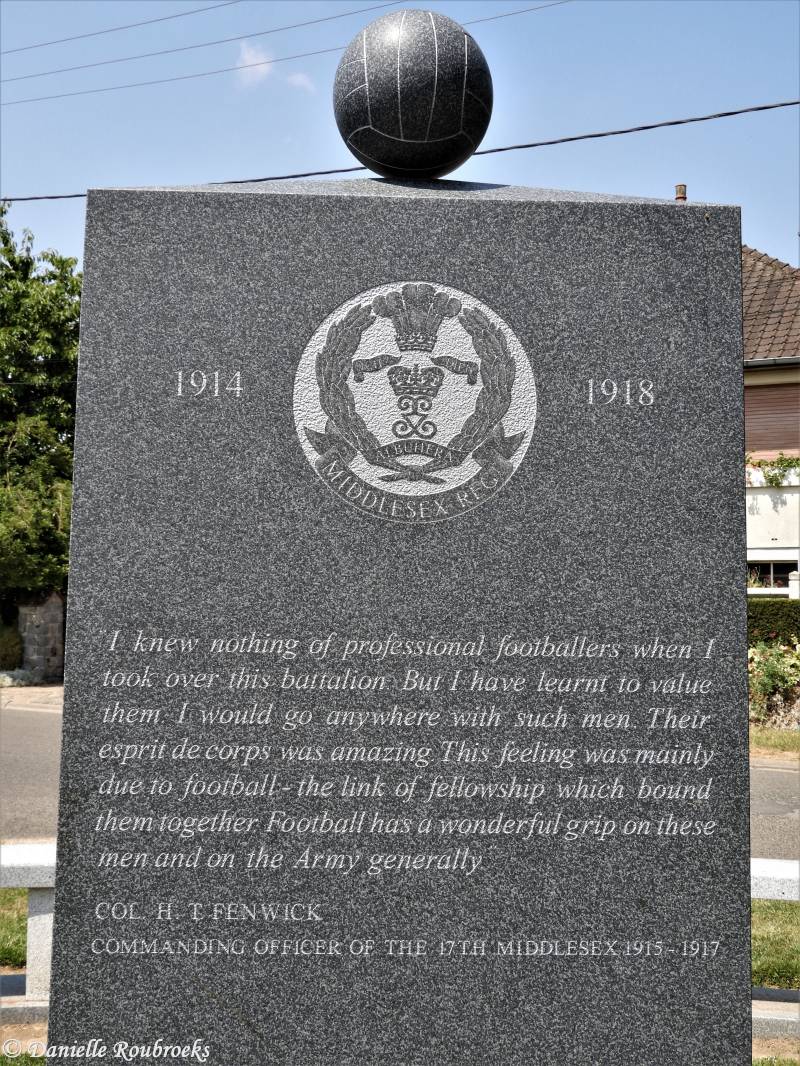 1914
1918
ALBUHERA
MIDDLESEX REGT
"I knew nothing of professional footballers when I
took over this battalion. But I have learnt to value
them. I would go anywhere with such men. Their
esprit de corps was amazing. This feeling was mainly
due to football - the link of fellowship which bound
them together. Football has a wonderful grip on these
men and on the Army generally."
COL. H. T. FENWICK
COMMANDING OFFICER OF THE 17TH MIDDLESEX 1915 - 1917
© Danielle Roubroeks